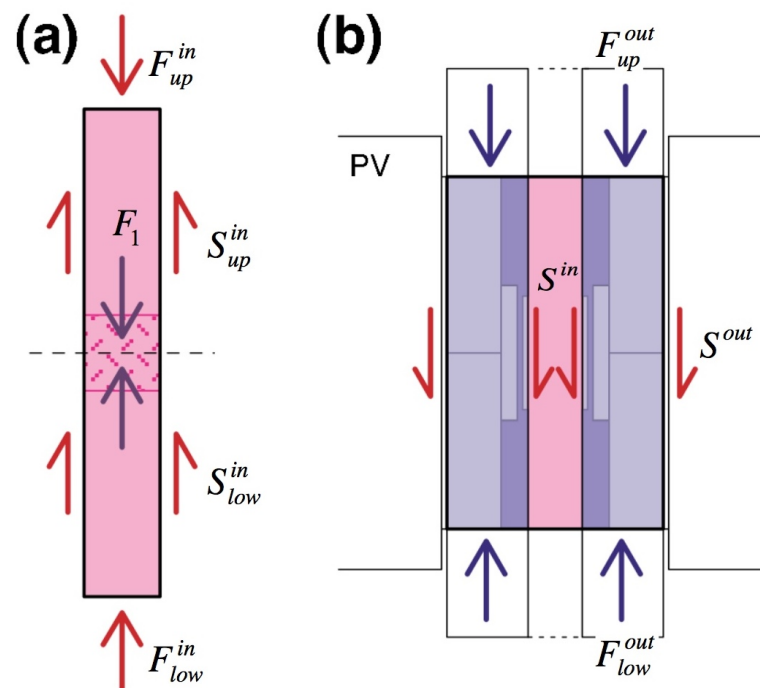 (a)
F_up^in
S_up^in
F_1
S_low^in
F_low^in
(b)
F_up^out
PV
S^in
S^out
F_low^out